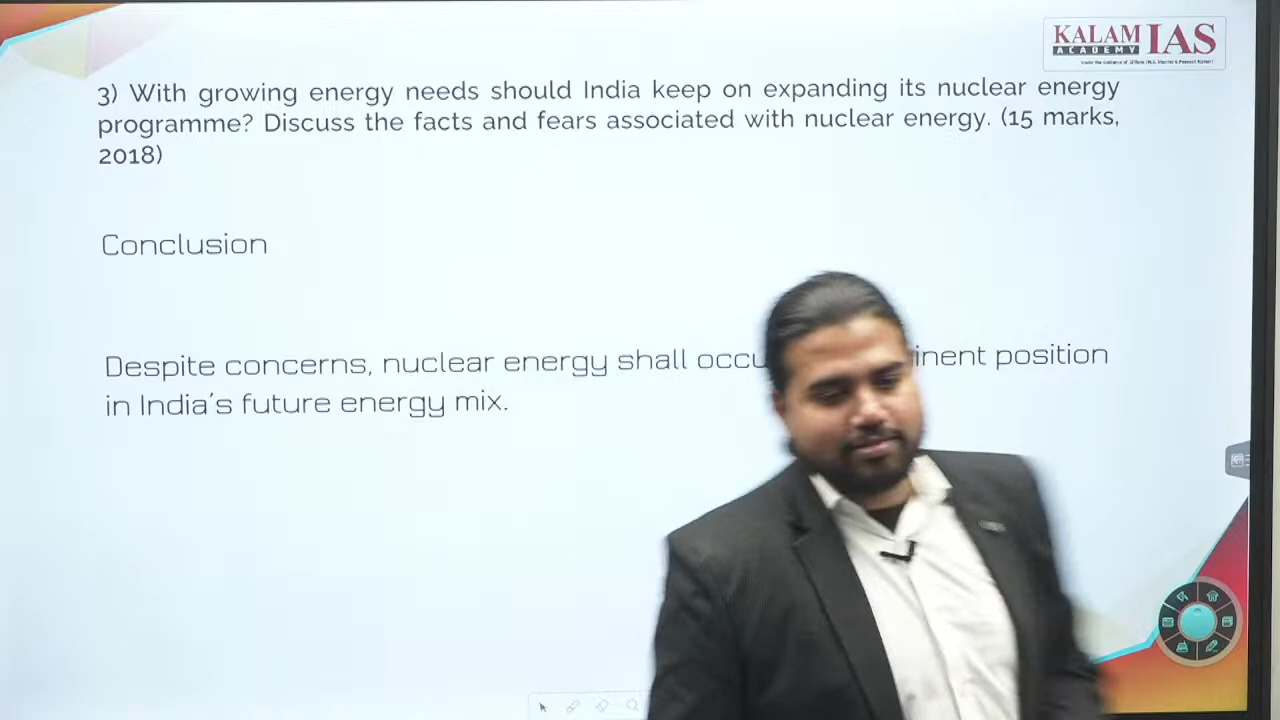 KALAM IAS
ACADEMY
3) With growing energy needs should India keep on expanding its nuclear energy
programme? Discuss the facts and fears associated with nuclear energy. (15 marks,
2018)
Conclusion
Despite concerns, nuclear energy shall position
in India's future energy mix.